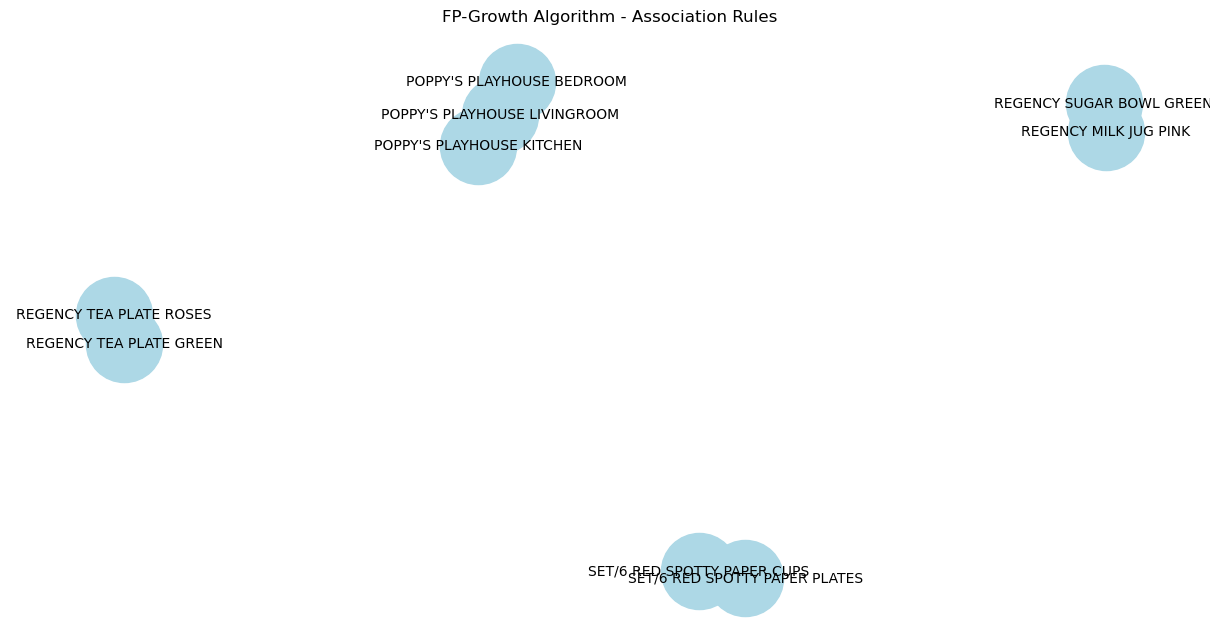 FP-Growth Algorithm - Association Rules
POPPY'S PLAYHOUSE BEDROOM
POPPY'S PLAYHOUSE LIVINGROOM
POPPY'S PLAYHOUSE KITCHEN
REGENCY SUGAR BOWL GREEN
REGENCY MILK JUG PINK
REGENCY TEA PLATE ROSES
REGENCY TEA PLATE GREEN
SET/6 RED SPOTTY PAPER CUPS
SET/6 RED SPOTTY PAPER PLATES